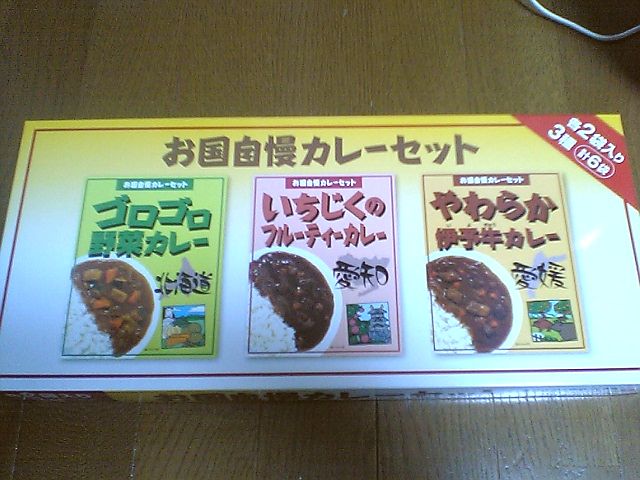 お国自慢カレーセット
各2袋入り
3種
計6袋
お国自慢カレーセット
ゴロゴロ
野菜カレー
北海道
お国自慢カレーセット
いちじくの
フルーティーカレー
愛知
お国自慢カレーセット
やわらか
伊予牛カレー
愛媛